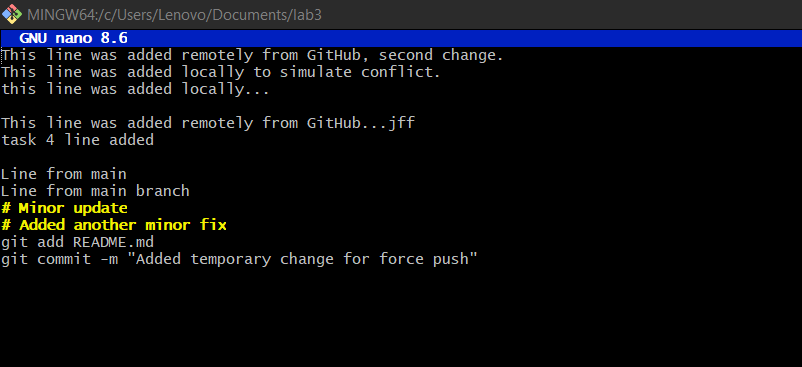 MINGW64:/c/Users/Lenovo/Documents/lab3
GNU nano 8.6
This line was added remotely from GitHub, second change.
This line was added locally to simulate conflict.
this line was added locally...
This line was added remotely from GitHub...jff
task 4 line added
Line from main
Line from main branch
# Minor update
# Added another minor fix
git add README.md
git commit -m "Added temporary change for force push"